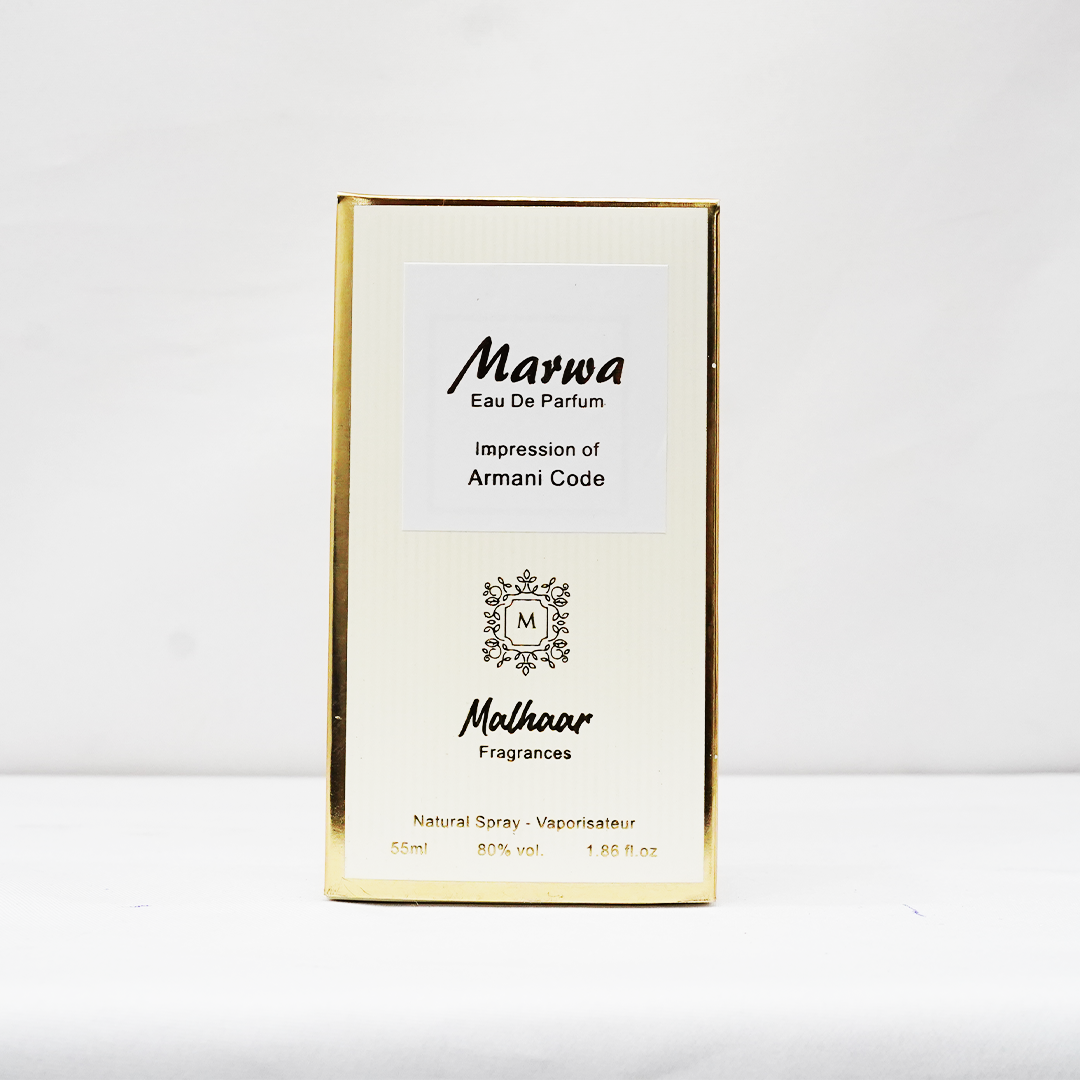 Marwa
Eau De Parfum
Impression of
Armani Code
M
Malhaar
Fragrances
Natural Spray - Vaporisateur
55ml 80% vol. 1.86 fl.oz